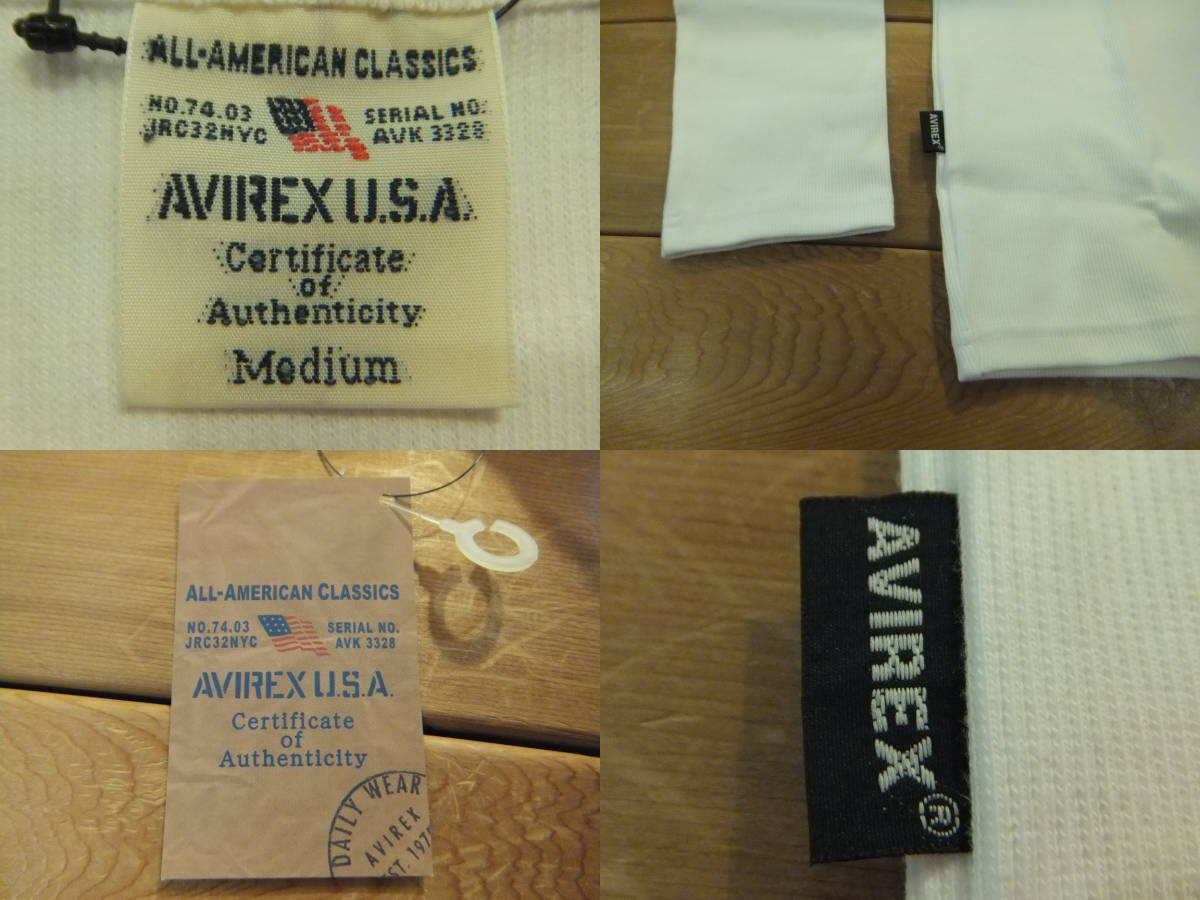 ALL-AMERICAN CLASSICS
NO.74.03
JRC32NYC
SERIAL NO.
AVK 3328
AVIREX U.S.A.
Certificate
of
Authenticity
Medium
AVIREX
ALL-AMERICAN CLASSICS
NO.74.03
JRC32NYC
SERIAL NO.
AVK 3328
AVIREX U.S.A.
Certificate
of
Authenticity
DAILY WEAR
AVIREX
AVIREX®